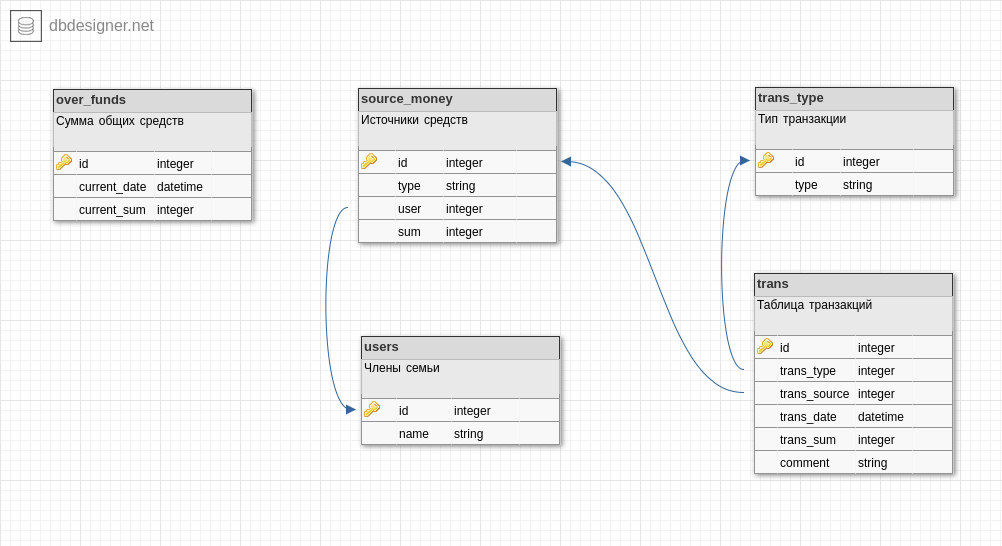 dbdesigner.net
over_funds
Сумма общих средств
id integer
current_date datetime
current_sum integer
source_money
Источники средств
id integer
type string
user integer
sum integer
trans_type
Тип транзакции
id integer
type string
users
Члены семьи
id integer
name string
trans
Таблица транзакций
id integer
trans_type integer
trans_source integer
trans_date datetime
trans_sum integer
comment string